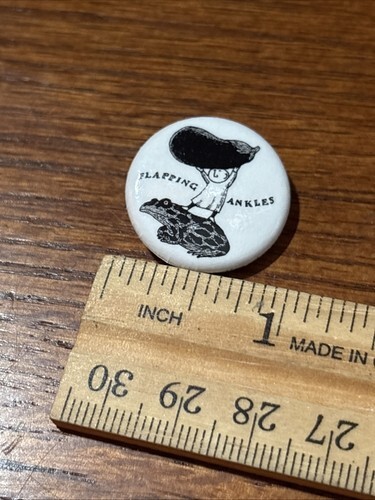 FLAPPING
ANKLES
INCH
1
MADE IN
30 29 28 27